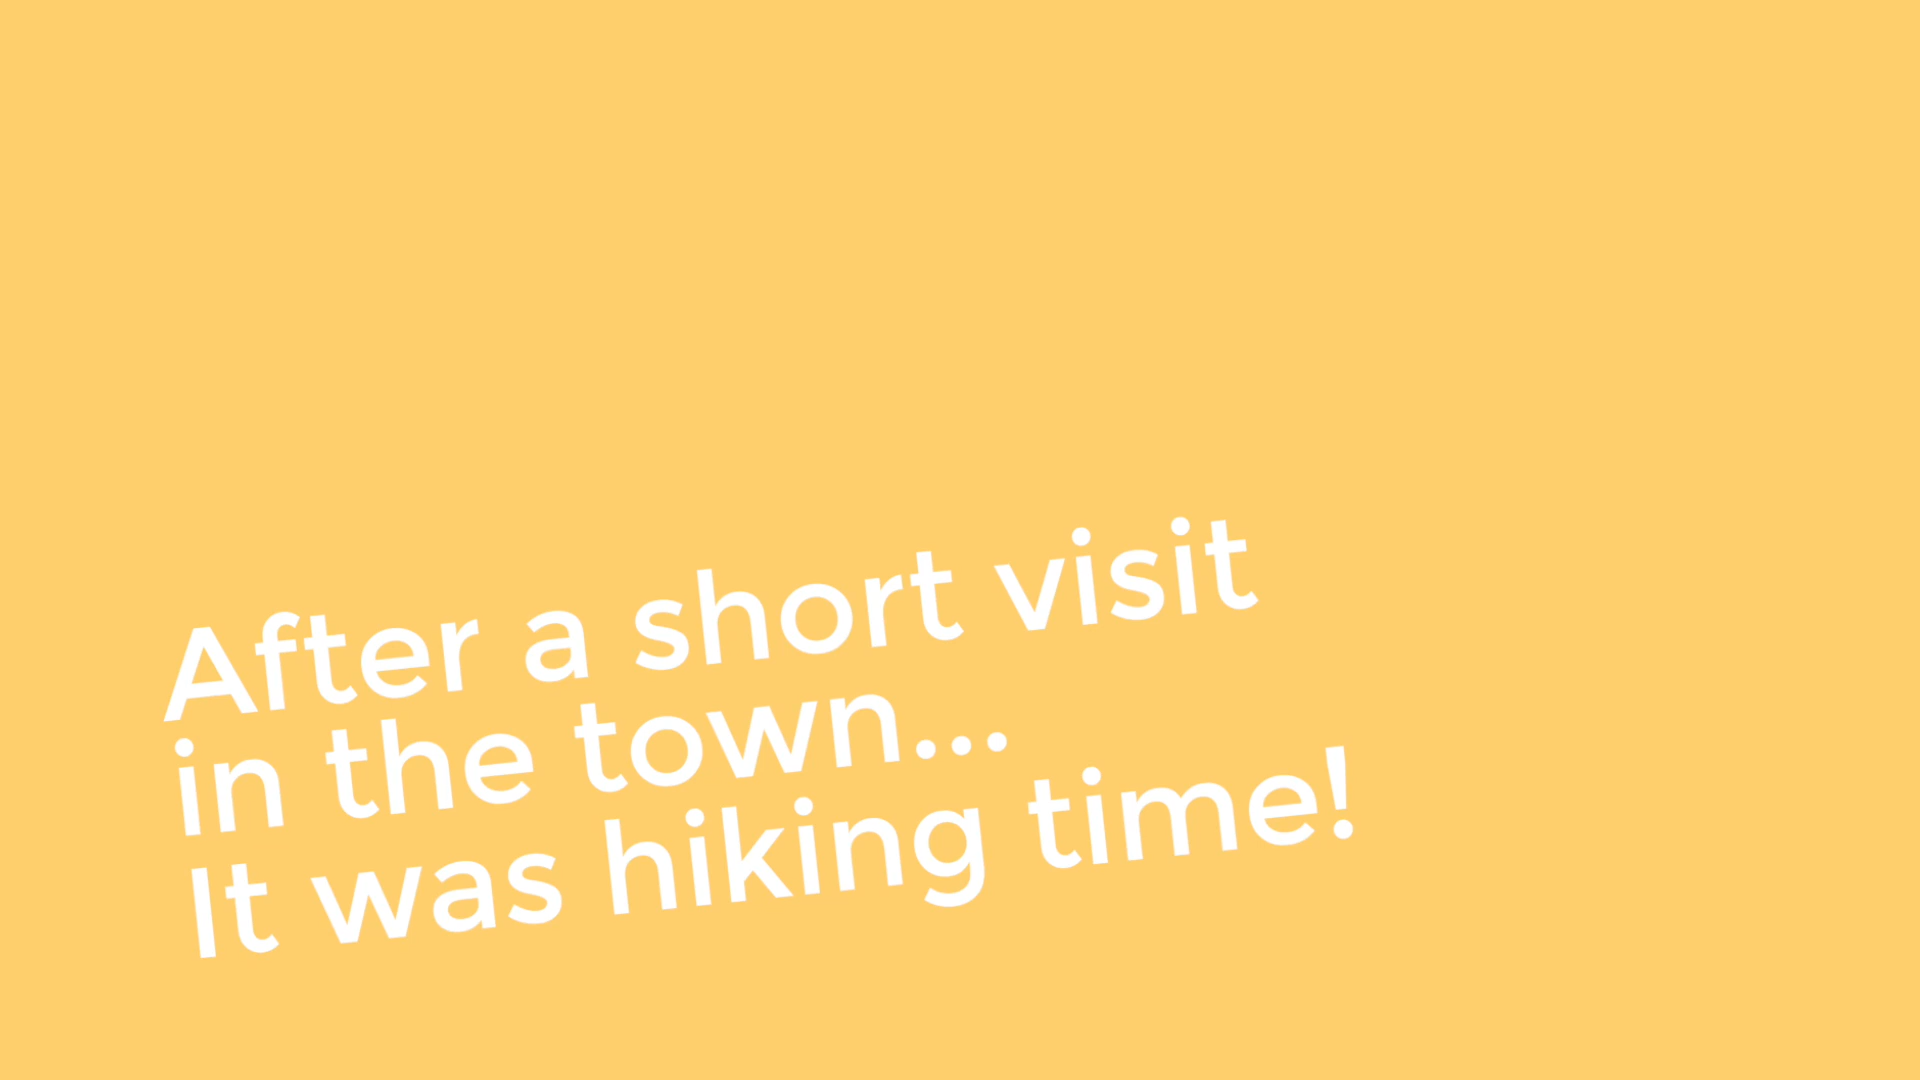 After a short visit
in the town...
It was hiking time!